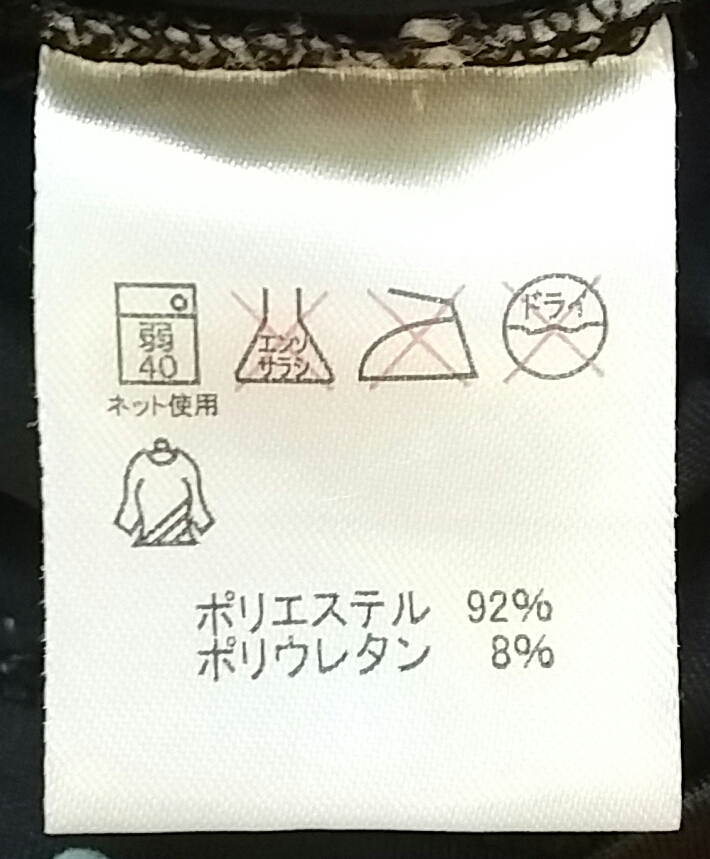 弱
40
エンソ
サラシ
ドライ
ネット使用
ポリエステル 92%
ポリウレタン 8%